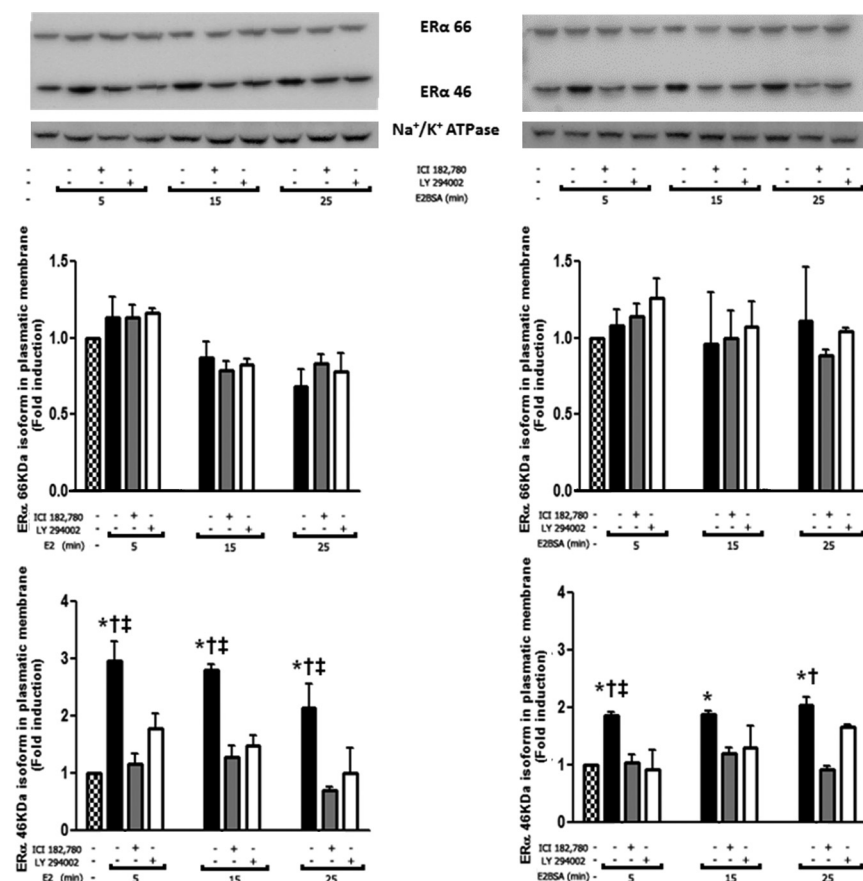 ERα 66
ERα 46
Na⁺/K⁺ ATPase
- - + - - + - - + -
- - - + - - + - - +
5 15 25
ICI 182,780 - - + - - + - - + -
LY 294002 - - - + - - + - - +
E2BSA (min) - 5 15 25
ERα 66KDa isoform in plasmatic membrane
(Fold induction)
1.5
1.0
0.5
0.0
ICI 182,780 - - + - - + - - + -
LY 294002 - - - + - - + - - +
E2 (min) - 5 15 25
ERα 66KDa isoform in plasmatic membrane
(Fold induction)
1.5
1.0
0.5
0.0
ICI 182,780 - - + - - + - - + -
LY 294002 - - - + - - + - - +
E2BSA (min) - 5 15 25
ERα 46KDa isoform in plasmatic membrane
(Fold induction)
4
3
2
1
0
*†‡
*†‡
*†‡
ICI 182,780 - - + - - + - - + -
LY 294002 - - - + - - + - - +
E2 (min) - 5 15 25
ERα 46KDa isoform in plasmatic membrane
(Fold induction)
4
3
2
1
0
*†‡
*
*†
ICI 182,780 - - + - - + - - + -
LY 294002 - - - + - - + - - +
E2BSA (min) - 5 15 25